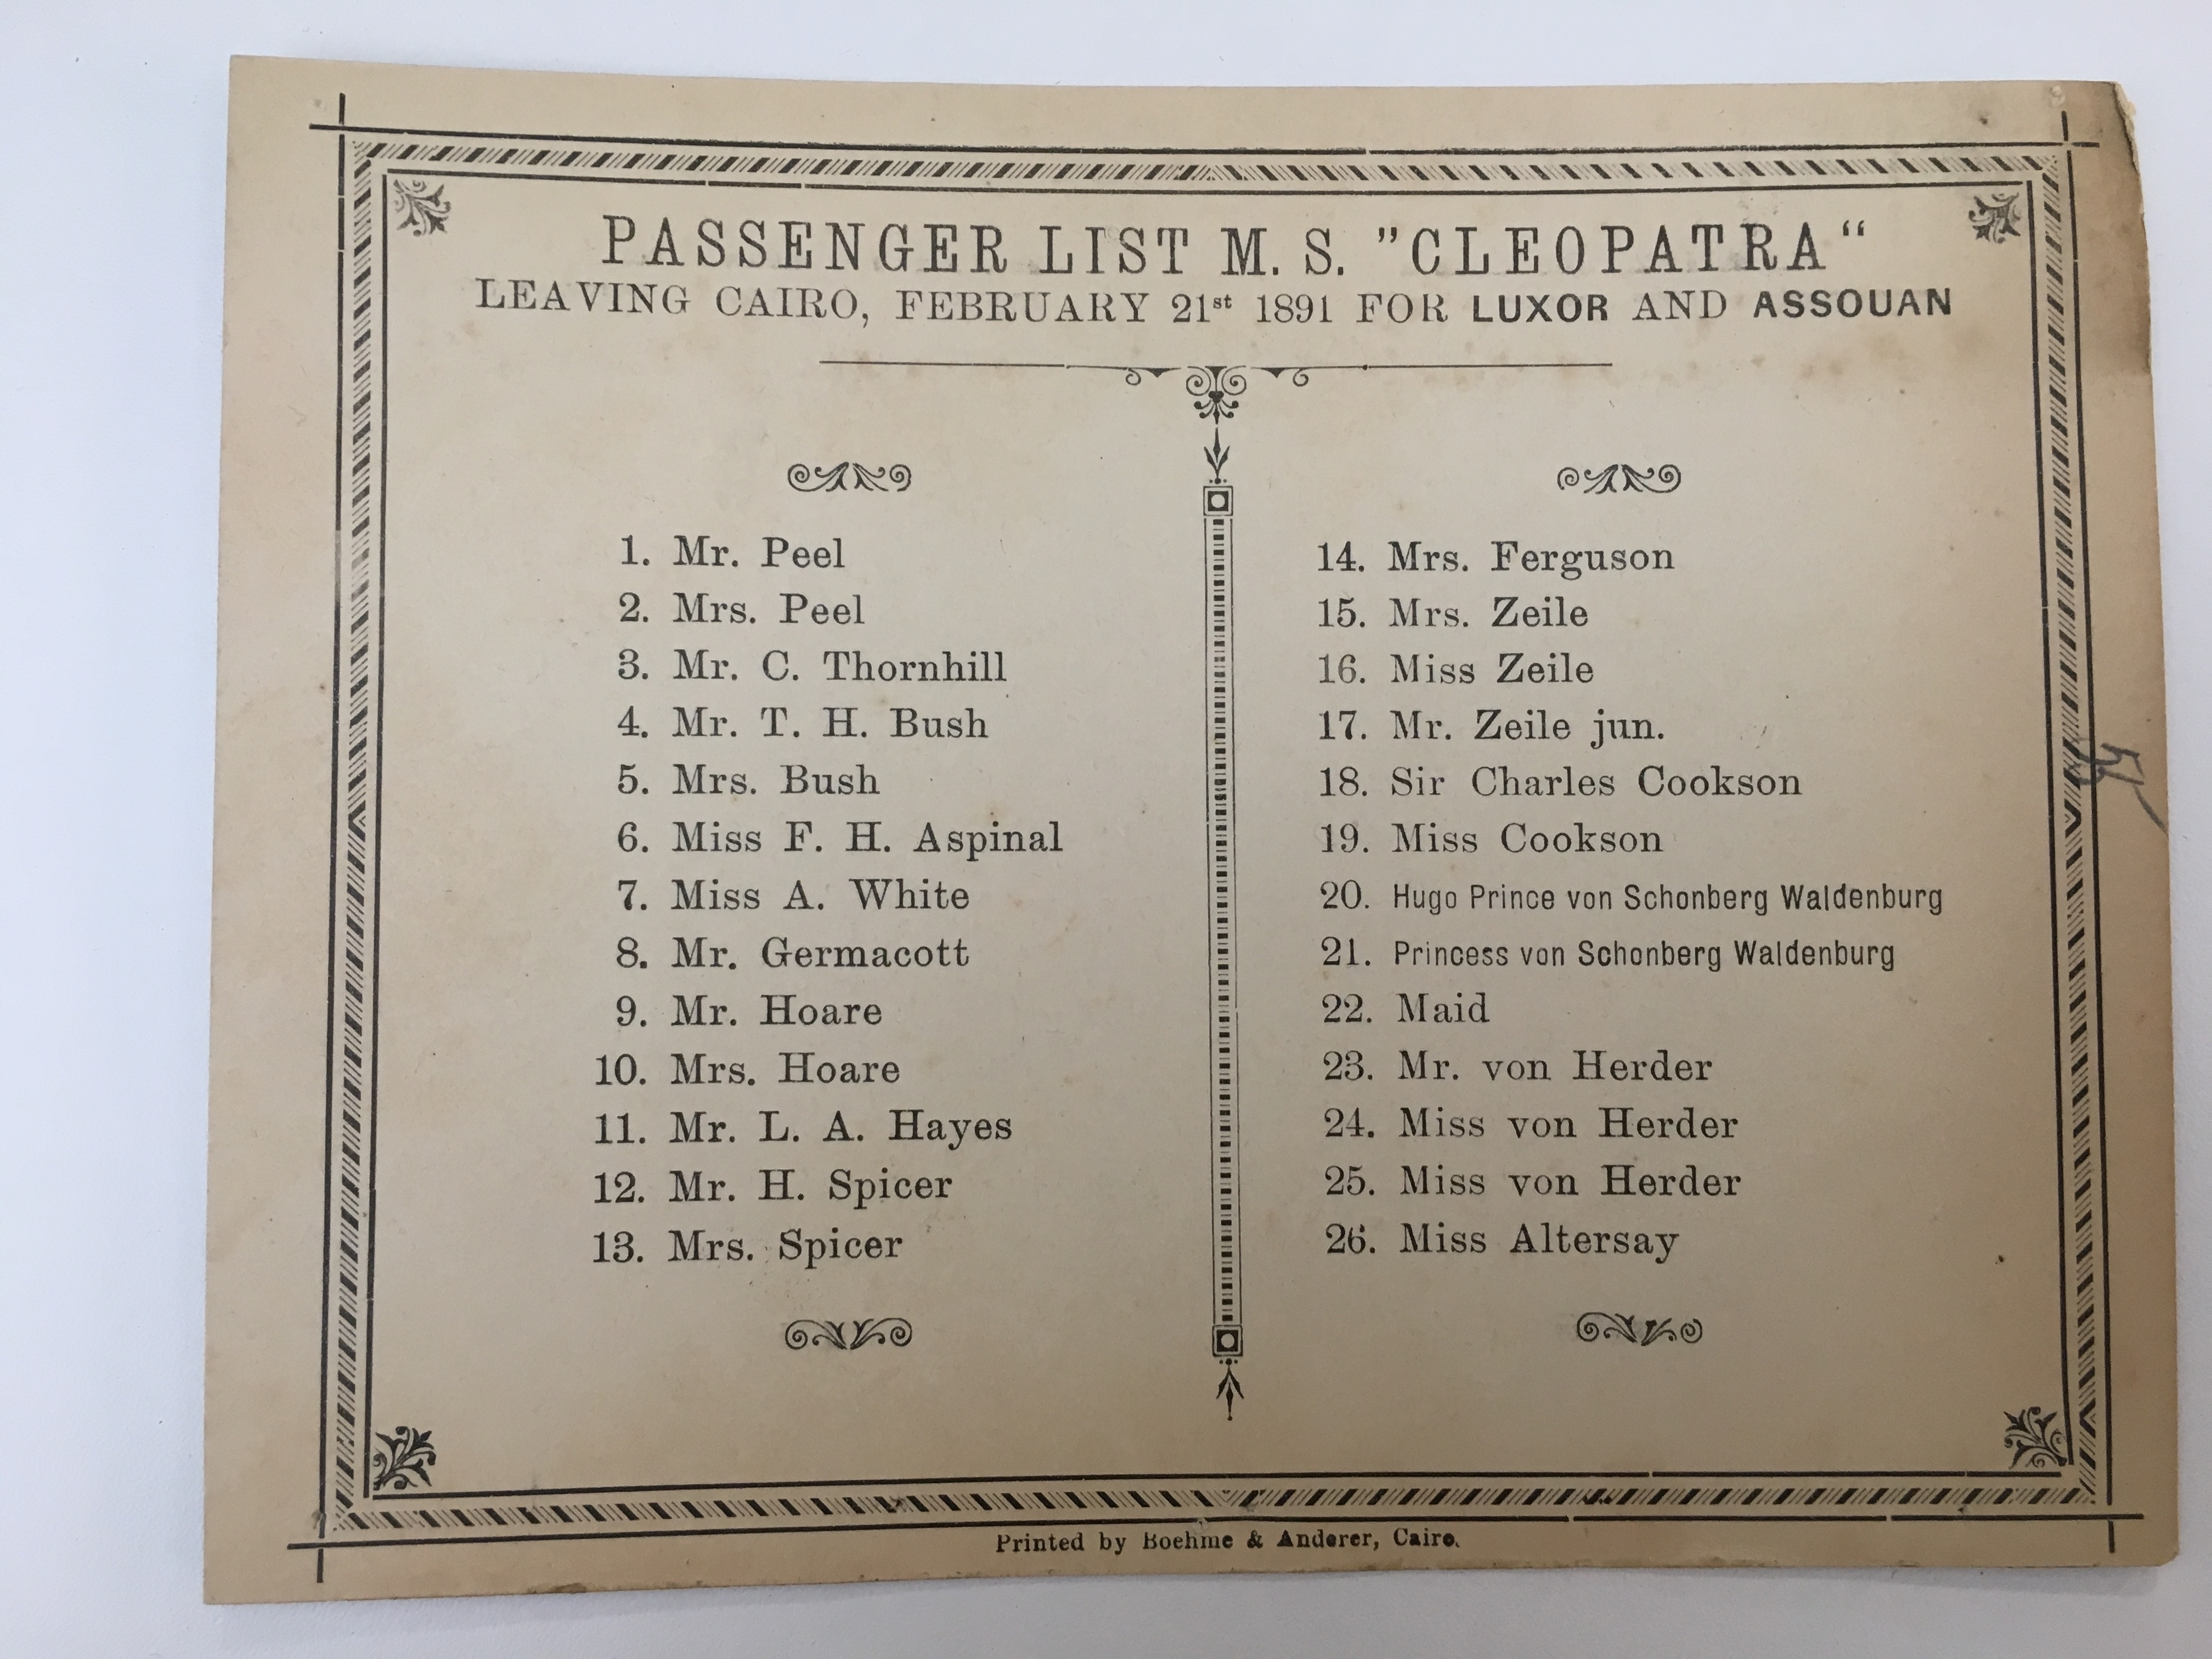 PASSENGER LIST M. S. "CLEOPATRA“
LEAVING CAIRO, FEBRUARY 21st 1891 FOR LUXOR AND ASSOUAN
1. Mr. Peel
2. Mrs. Peel
3. Mr. C. Thornhill
4. Mr. T. H. Bush
5. Mrs. Bush
6. Miss F. H. Aspinal
7. Miss A. White
8. Mr. Germacott
9. Mr. Hoare
10. Mrs. Hoare
11. Mr. L. A. Hayes
12. Mr. H. Spicer
13. Mrs. Spicer
14. Mrs. Ferguson
15. Mrs. Zeile
16. Miss Zeile
17. Mr. Zeile jun.
18. Sir Charles Cookson
19. Miss Cookson
20. Hugo Prince von Schonberg Waldenburg
21. Princess von Schonberg Waldenburg
22. Maid
23. Mr. von Herder
24. Miss von Herder
25. Miss von Herder
26. Miss Altersay
Printed by Boehme & Anderer, Cairo.